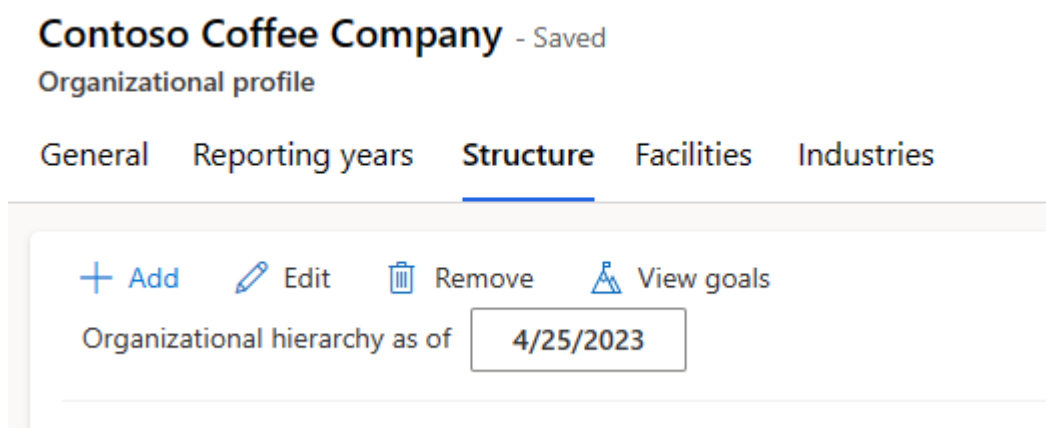 Contoso Coffee Company - Saved
Organizational profile
General Reporting years Structure Facilities Industries
Add Edit Remove View goals
Organizational hierarchy as of 4/25/2023